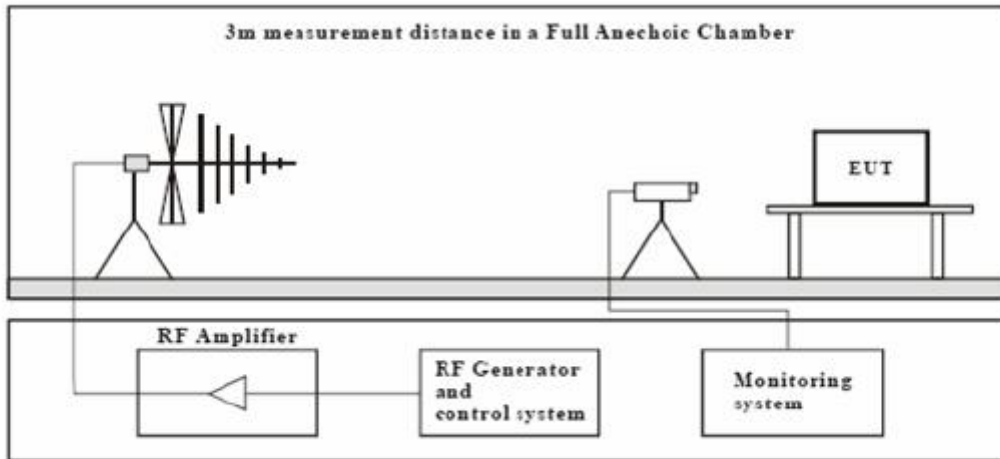 3m measurement distance in a Full Anechoic Chamber
EUT
RF Amplifier
RF Generator
and
control system
Monitoring
system